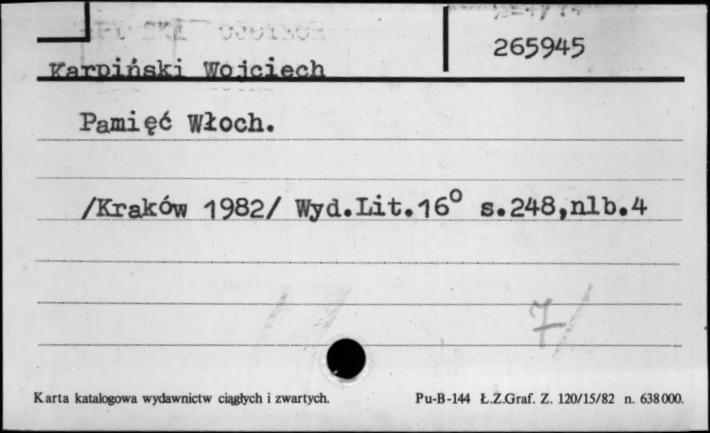 265945
Karpiński Wojciech
Pamięć Włoch.
/Kraków 1982/ Wyd.Lit.16° s.248,nlb.4
7/
Karta katalogowa wydawnictw ciągłych i zwartych. Pu-B-144 Ł.Z.Graf. Z. 120/15/82 n. 638000.